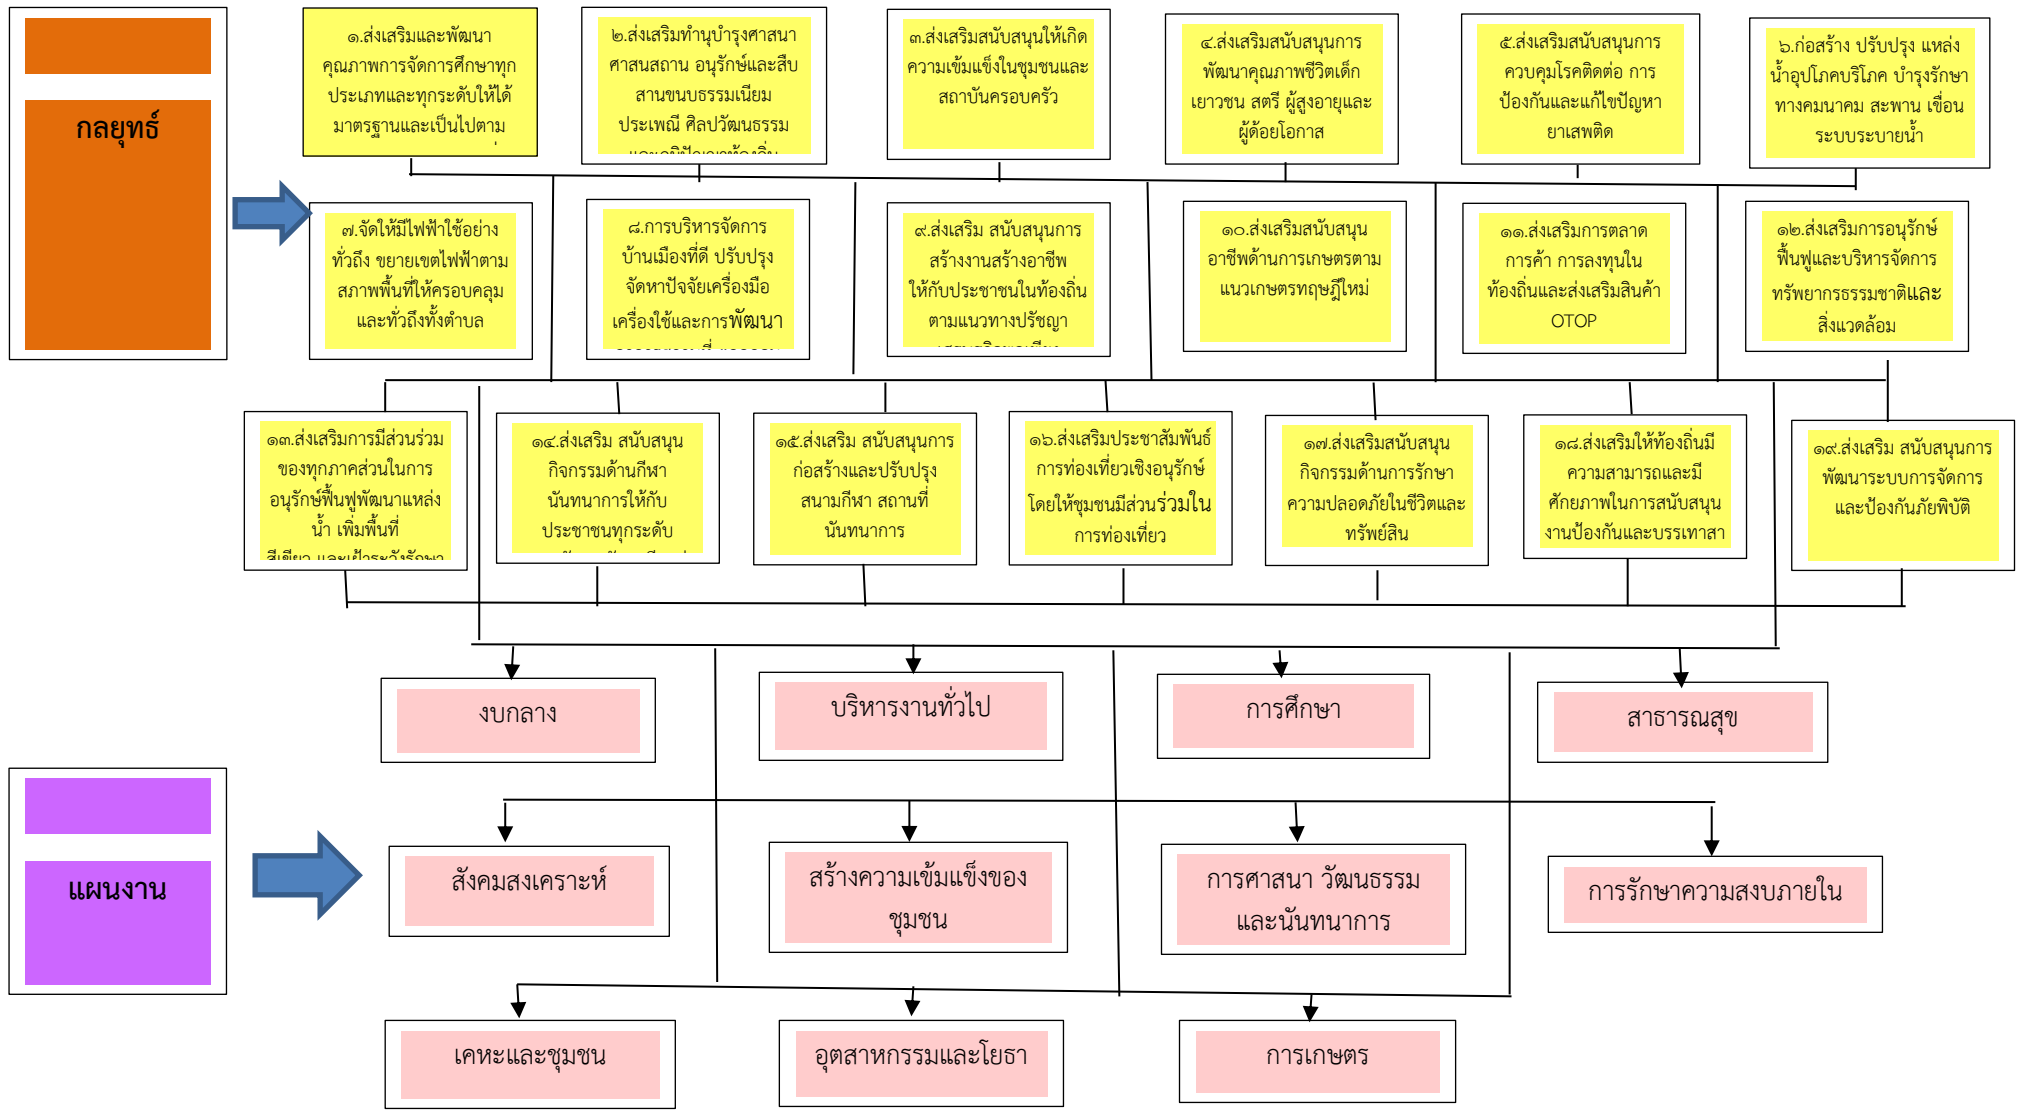 กลยุทธ์
๑.ส่งเสริมและพัฒนา
คุณภาพการจัดการศึกษาทุก
ประเภทและทุกระดับให้ได้
มาตรฐานและเป็นไปตาม
๒.ส่งเสริมทำนุบำรุงศาสนา
ศาสนสถาน อนุรักษ์และสืบ
สานขนบธรรมเนียม
ประเพณี ศิลปวัฒนธรรม
และภูมิปัญญาท้องถิ่น
๓.ส่งเสริมสนับสนุนให้เกิด
ความเข้มแข็งในชุมชนและ
สถาบันครอบครัว
๔.ส่งเสริมสนับสนุนการ
พัฒนาคุณภาพชีวิตเด็ก
เยาวชน สตรี ผู้สูงอายุและ
ผู้ด้อยโอกาส
๕.ส่งเสริมสนับสนุนการ
ควบคุมโรคติดต่อ การ
ป้องกันและแก้ไขปัญหา
ยาเสพติด
๖.ก่อสร้าง ปรับปรุง แหล่ง
น้ำอุปโภคบริโภค บำรุงรักษา
ทางคมนาคม สะพาน เขื่อน
ระบบระบายน้ำ
๗.จัดให้มีไฟฟ้าใช้อย่าง
ทั่วถึง ขยายเขตไฟฟ้าตาม
สภาพพื้นที่ให้ครอบคลุม
และทั่วถึงทั้งตำบล
๘.การบริหารจัดการ
บ้านเมืองที่ดี ปรับปรุง
จัดหาปัจจัยเครื่องมือ
เครื่องใช้และการพัฒนา
๙.ส่งเสริม สนับสนุนการ
สร้างงานสร้างอาชีพ
ให้กับประชาชนในท้องถิ่น
ตามแนวทางปรัชญา
เศรษฐกิจพอเพียง
๑๐.ส่งเสริมสนับสนุน
อาชีพด้านการเกษตรตาม
แนวเกษตรทฤษฎีใหม่
๑๑.ส่งเสริมการตลาด
การค้า การลงทุนใน
ท้องถิ่นและส่งเสริมสินค้า
OTOP
๑๒.ส่งเสริมการอนุรักษ์
ฟื้นฟูและบริหารจัดการ
ทรัพยากรธรรมชาติและ
สิ่งแวดล้อม
๑๓.ส่งเสริมการมีส่วนร่วม
ของทุกภาคส่วนในการ
อนุรักษ์ฟื้นฟูพัฒนาแหล่ง
น้ำ เพิ่มพื้นที่
สีเขียว และเฝ้าระวังรักษา
๑๔.ส่งเสริม สนับสนุน
กิจกรรมด้านกีฬา
นันทนาการให้กับ
ประชาชนทุกระดับ
๑๕.ส่งเสริม สนับสนุนการ
ก่อสร้างและปรับปรุง
สนามกีฬา สถานที่
นันทนาการ
๑๖.ส่งเสริมประชาสัมพันธ์
การท่องเที่ยวเชิงอนุรักษ์
โดยให้ชุมชนมีส่วนร่วมใน
การท่องเที่ยว
๑๗.ส่งเสริมสนับสนุน
กิจกรรมด้านการรักษา
ความปลอดภัยในชีวิตและ
ทรัพย์สิน
๑๘.ส่งเสริมให้ท้องถิ่นมี
ความสามารถและมี
ศักยภาพในการสนับสนุน
งานป้องกันและบรรเทาสา
๑๙.ส่งเสริม สนับสนุนการ
พัฒนาระบบการจัดการ
และป้องกันภัยพิบัติ
งบกลาง
บริหารงานทั่วไป
การศึกษา
สาธารณสุข
แผนงาน
สังคมสงเคราะห์
สร้างความเข้มแข็งของ
ชุมชน
การศาสนา วัฒนธรรม
และนันทนาการ
การรักษาความสงบภายใน
เคหะและชุมชน
อุตสาหกรรมและโยธา
การเกษตร